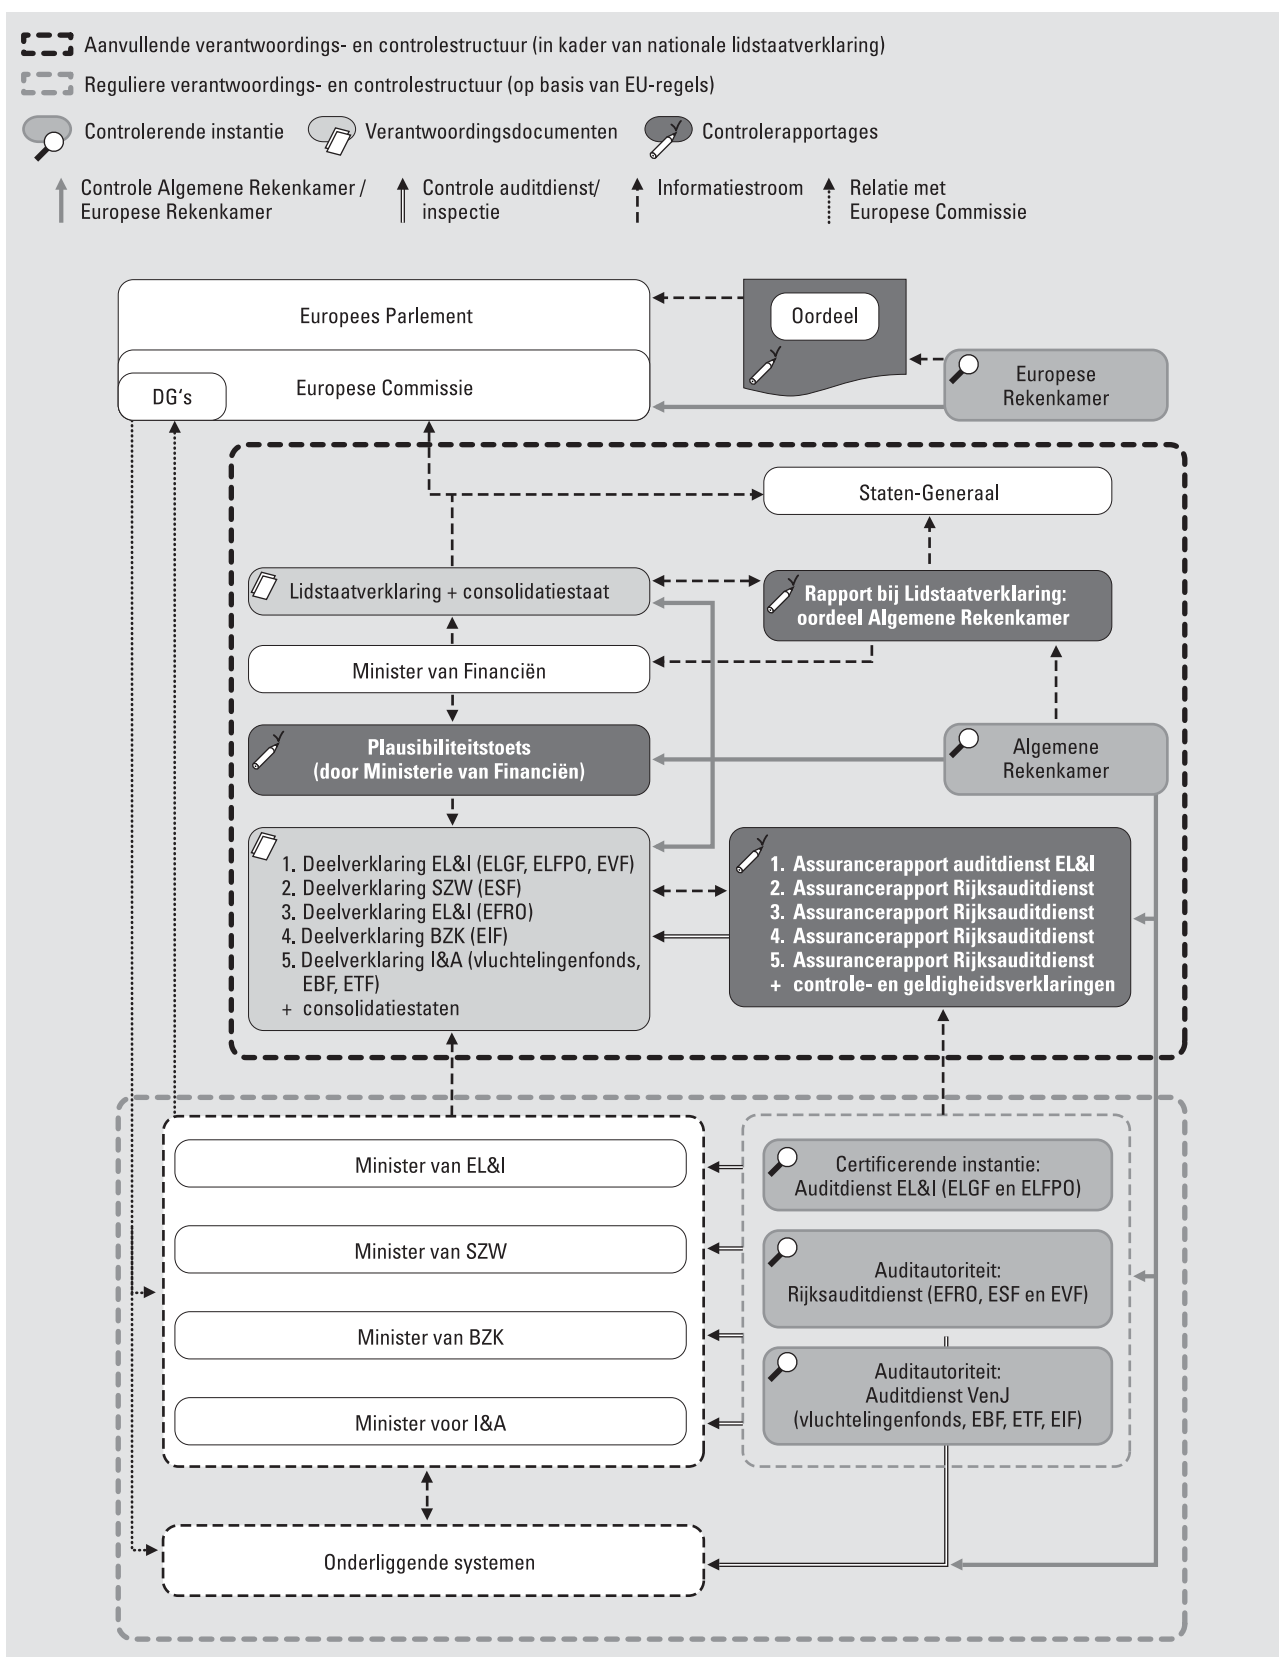 Aanvullende verantwoordings- en controlestructuur (in kader van nationale lidstaatverklaring)
Reguliere verantwoordings- en controlestructuur (op basis van EU-regels)
Controlerende instantie
Verantwoordingsdocumenten
Controlerapportages
Controle Algemene Rekenkamer /
Europese Rekenkamer
Controle auditdienst/
inspectie
Informatiestroom
Relatie met
Europese Commissie
Europees Parlement
Oordeel
Europese Commissie
DG's
Europese
Rekenkamer
Staten-Generaal
Lidstaatverklaring + consolidatiestaat
Rapport bij Lidstaatverklaring:
oordeel Algemene Rekenkamer
Minister van Financiën
Plausibiliteitstoets
(door Ministerie van Financiën)
Algemene
Rekenkamer
1. Deelverklaring EL&I (ELGF, ELFPO, EVF)
2. Deelverklaring SZW (ESF)
3. Deelverklaring EL&I (EFRO)
4. Deelverklaring BZK (EIF)
5. Deelverklaring I&A (vluchtelingenfonds,
EBF, ETF)
+ consolidatiestaten
1. Assurancerapport auditdienst EL&I
2. Assurancerapport Rijksauditdienst
3. Assurancerapport Rijksauditdienst
4. Assurancerapport Rijksauditdienst
5. Assurancerapport Rijksauditdienst
+ controle- en geldigheidsverklaringen
Minister van EL&I
Certificerende instantie:
Auditdienst EL&I (ELGF en ELFPO)
Minister van SZW
Auditautoriteit:
Rijksauditdienst (EFRO, ESF en EVF)
Minister van BZK
Auditautoriteit:
Auditdienst VenJ
(vluchtelingenfonds, EBF, ETF, EIF)
Minister voor I&A
Onderliggende systemen